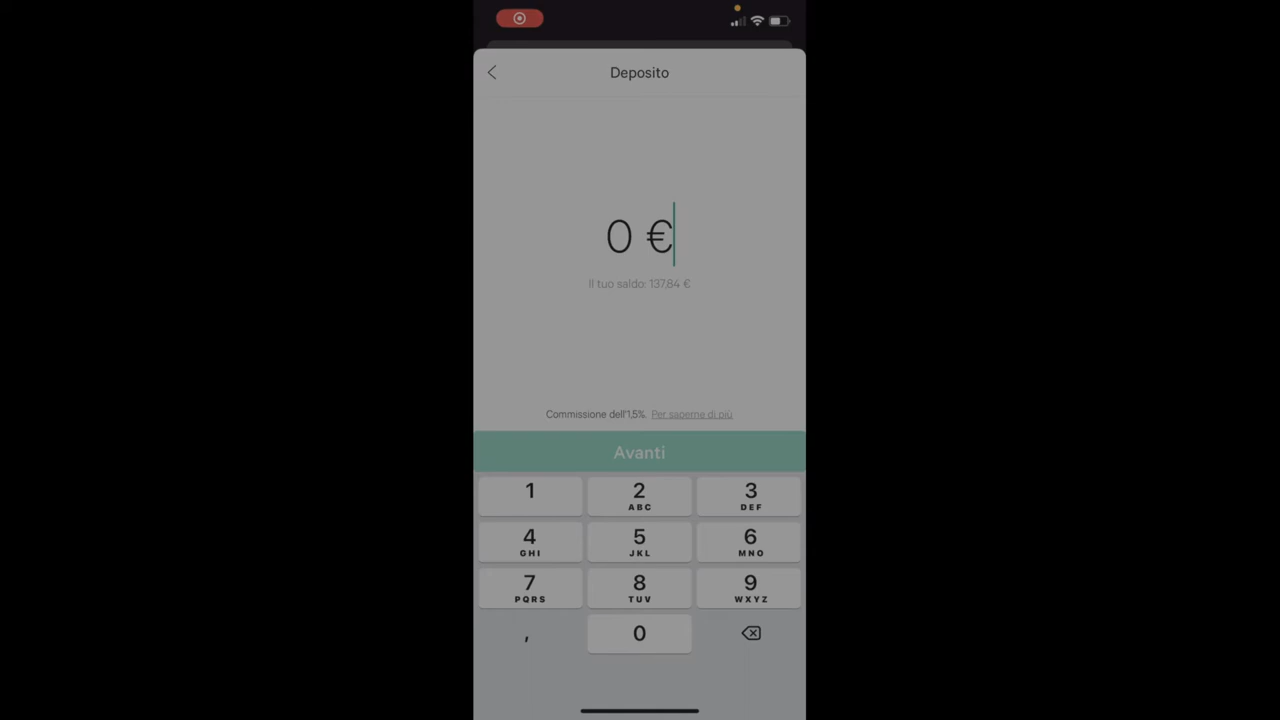 Deposito
0 €
Il tuo saldo: 137,84 €
Commissione dell'1,5%. Per saperne di più
Avanti
1 2 3
ABC DEF
4 5 6
GHI JKL MNO
7 8 9
PQRS TUV WXYZ
, 0